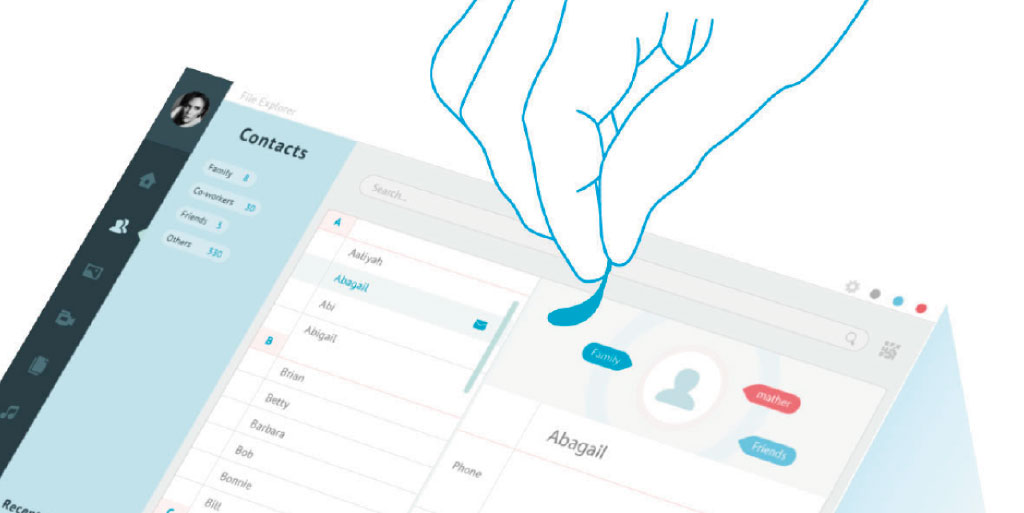 File Explorer
Contacts
Family 8
Co-workers 30
Friends 3
Others 330
Search...
A
Aaliyah
Abagail
Abi
Abigail
B
Brian
Betty
Barbara
Bob
Bonnie
Bill
C
Family
mather
Friends
Abagail
Phone